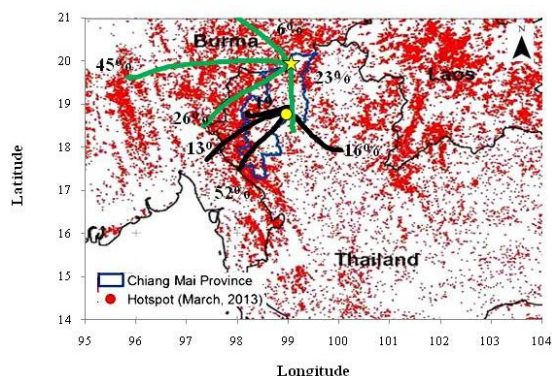 21
20
19
18
17
16
15
14
Latitude
Burma
6%
N
45%
23%
Laos
26%
13%
16%
52%
Thailand
Chiang Mai Province
Hotspot (March, 2013)
95 96 97 98 99 100 101 102 103 104
Longitude